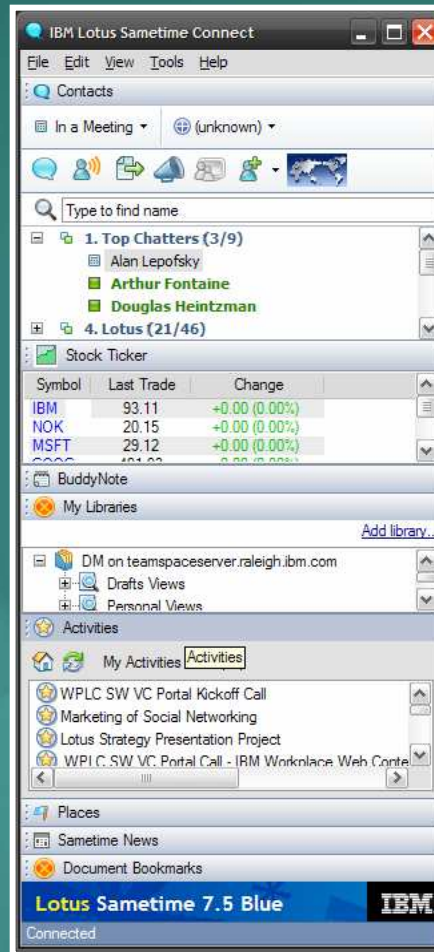 IBM Lotus Sametime Connect
File Edit View Tools Help
Contacts
In a Meeting (unknown)
Type to find name
1. Top Chatters (3/9)
Alan Lepofsky
Arthur Fontaine
Douglas Heintzman
4. Lotus (21/46)
Stock Ticker
Symbol Last Trade Change
IBM 93.11 +0.00 (0.00%)
NOK 20.15 +0.00 (0.00%)
MSFT 29.12 +0.00 (0.00%)
BuddyNote
My Libraries
Add library...
DM on teamspaceserver.raleigh.ibm.com
Drafts Views
Personal Views
Activities
My Activities Activities
WPLC SW VC Portal Kickoff Call
Marketing of Social Networking
Lotus Strategy Presentation Project
WPLC SW VC Portal Call - IBM Workplace Web Conte
Places
Sametime News
Document Bookmarks
Lotus Sametime 7.5 Blue IBM
Connected